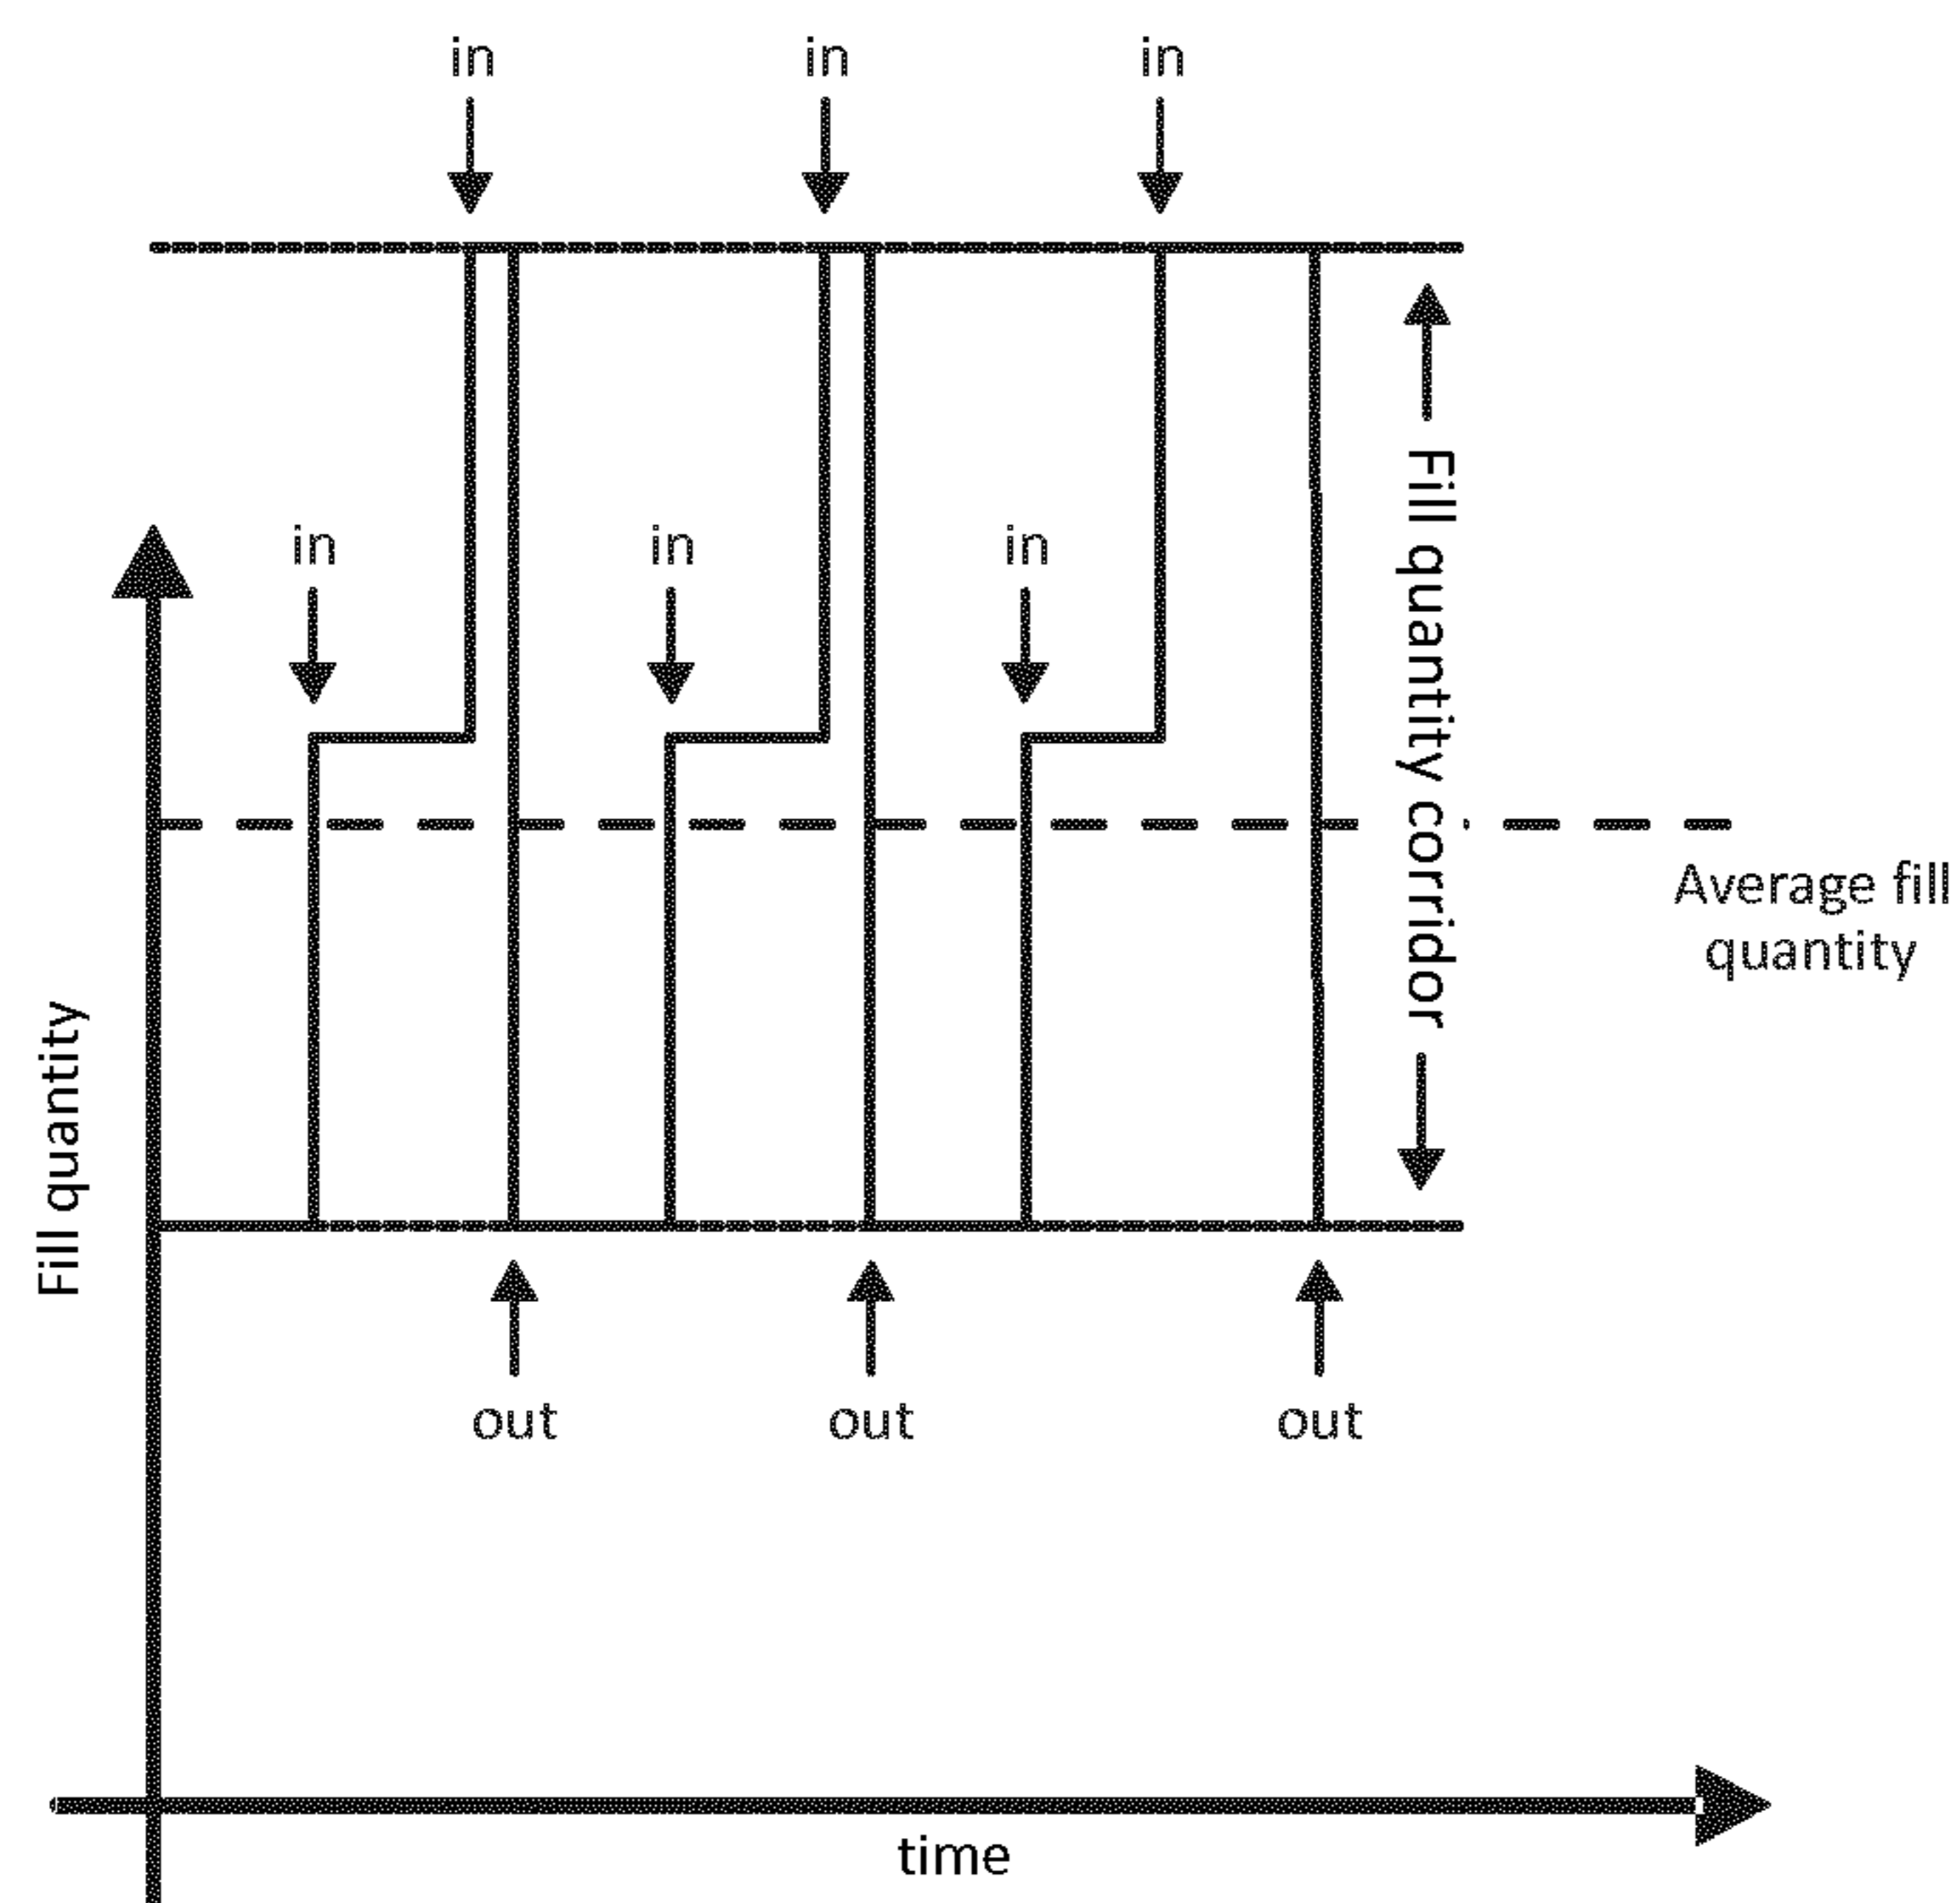 in in in
in in in
Fill quantity corridor
Average fill
quantity
Fill quantity
out out out
time